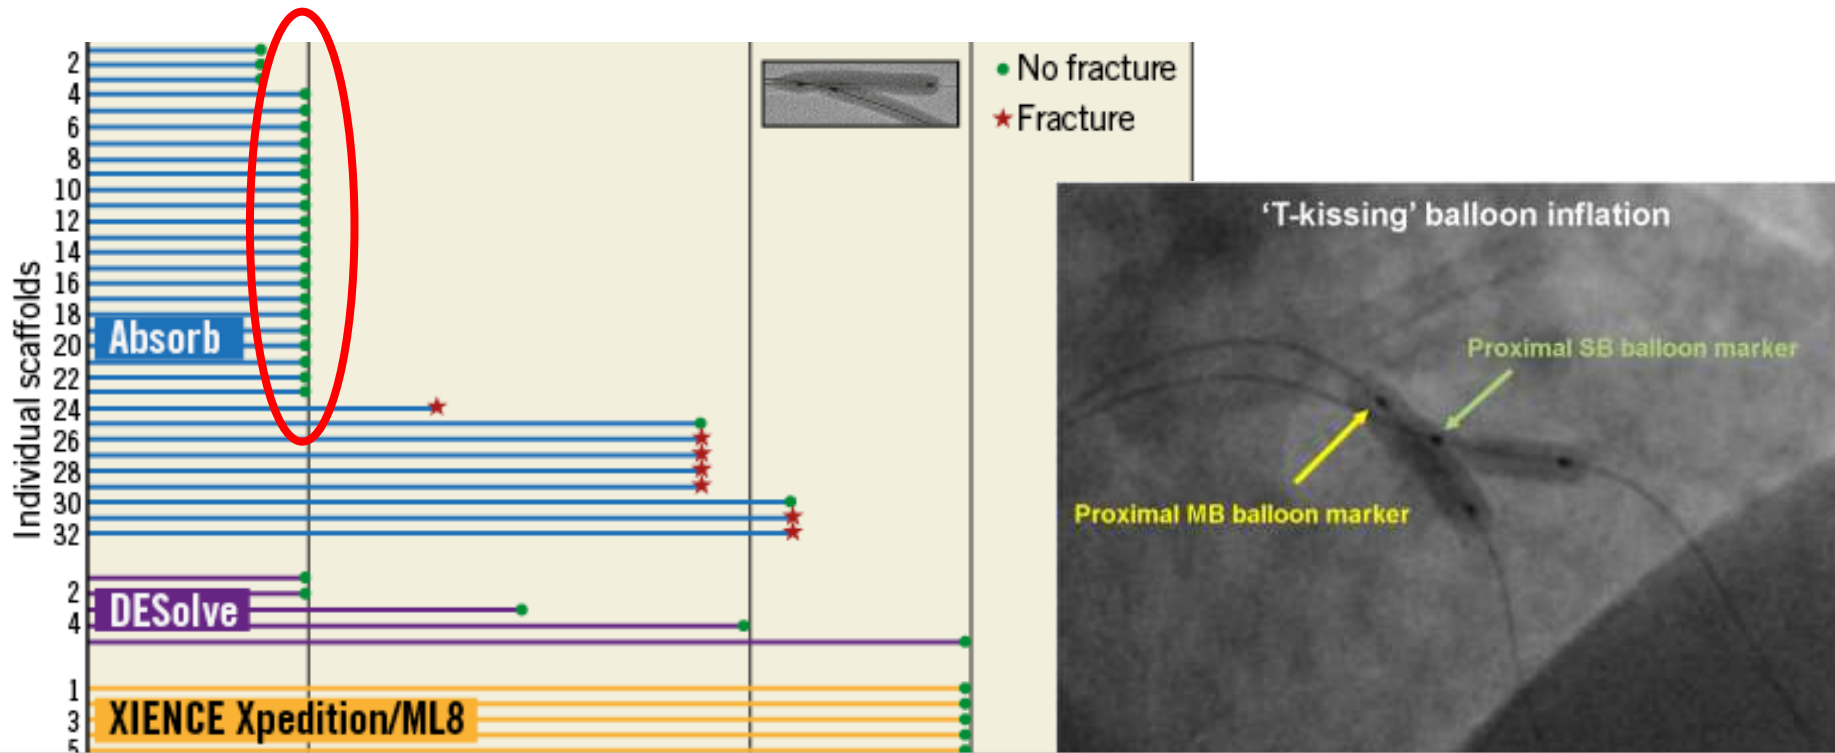 Individual scaffolds
2
4
6
8
10
12
14
16
18
20
22
24
26
28
30
32
Absorb
2
4
DESolve
1
3
5
XIENCE Xpedition/ML8
No fracture
Fracture
‘T-kissing’ balloon inflation
Proximal SB balloon marker
Proximal MB balloon marker